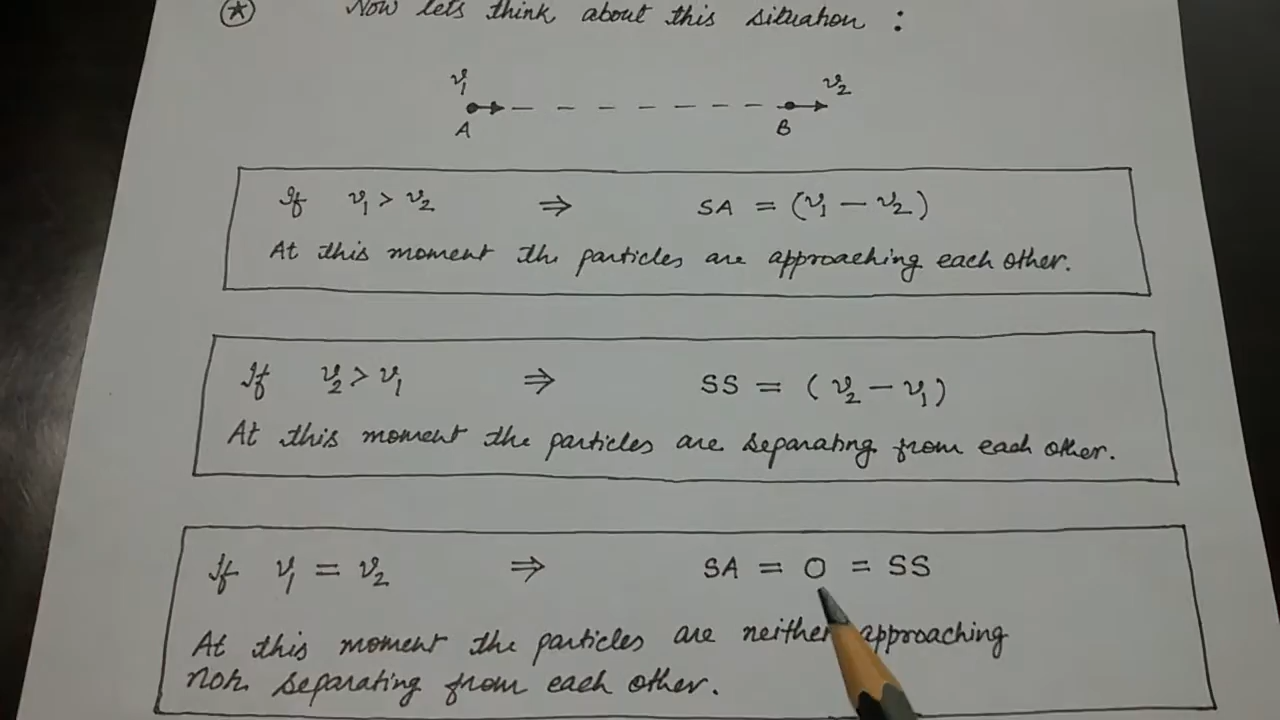 (*) Now lets think about this situation :
v₁ v₂
A B
If v₁ > v₂ ⇒ SA = (v₁ − v₂)
At this moment the particles are approaching each other.
If v₂ > v₁ ⇒ SS = (v₂ − v₁)
At this moment the particles are separating from each other.
If v₁ = v₂ ⇒ SA = 0 = SS
At this moment the particles are neither approaching
nor separating from each other.